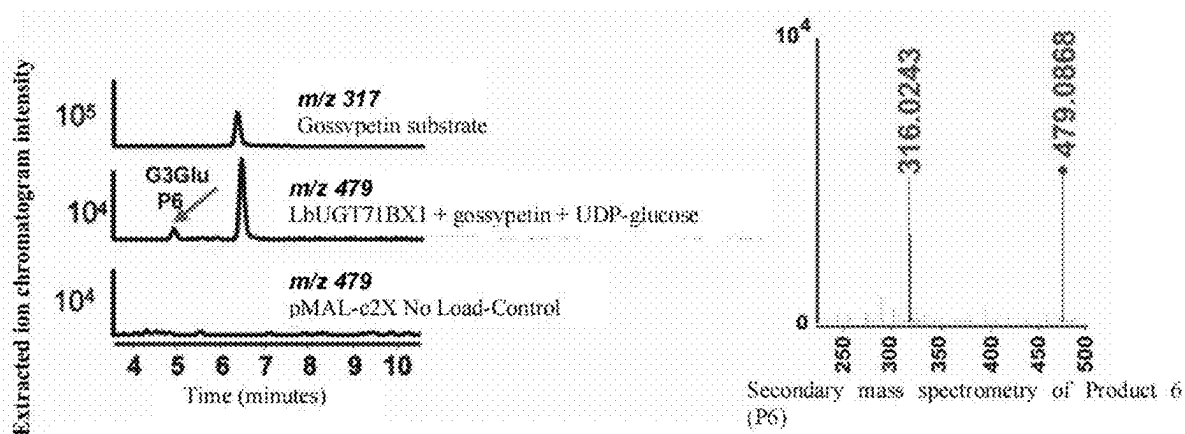 Extracted ion chromatogram intensity
10⁵
m/z 317
Gossypetin substrate
G3Glu
P6
10⁴
m/z 479
LbUGT71BX1 + gossypetin + UDP-glucose
10⁴
m/z 479
pMAL-c2X No Load-Control
4 5 6 7 8 9 10
Time (minutes)
10⁴
316.0243
479.0868
0
250 300 350 400 450 500
Secondary mass spectrometry of Product 6
(P6)